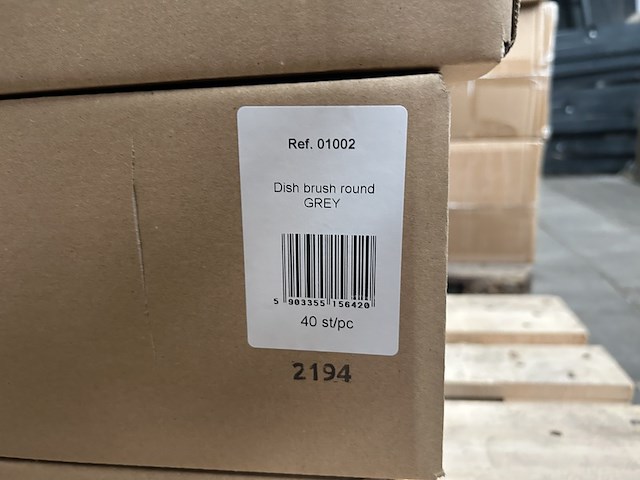 Ref. 01002
Dish brush round
GREY
5 903355 156420
40 st/pc
2194